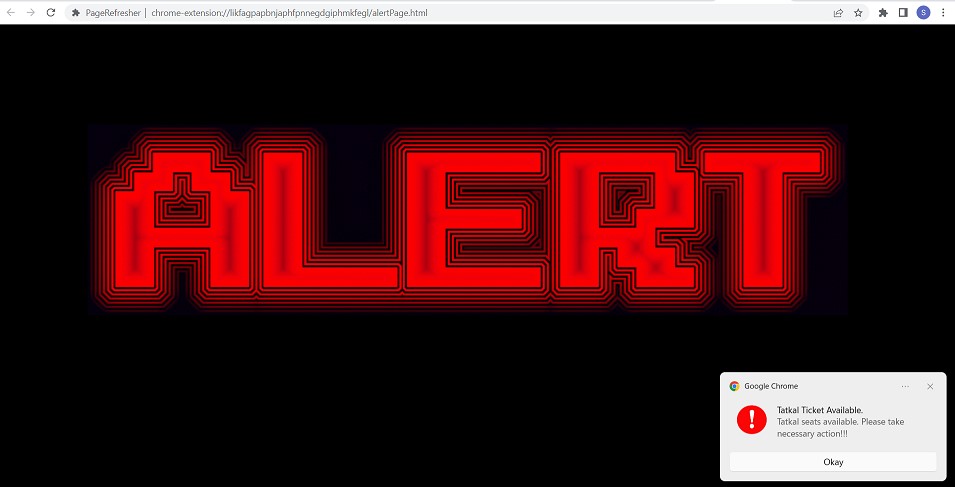 PageRefresher | chrome-extension://likfagpapbnjaphfpnnegdgiphmkfegl/alertPage.html
S
ALERT
Google Chrome
Tatkal Ticket Available.
Tatkal seats available. Please take
necessary action!!!
Okay